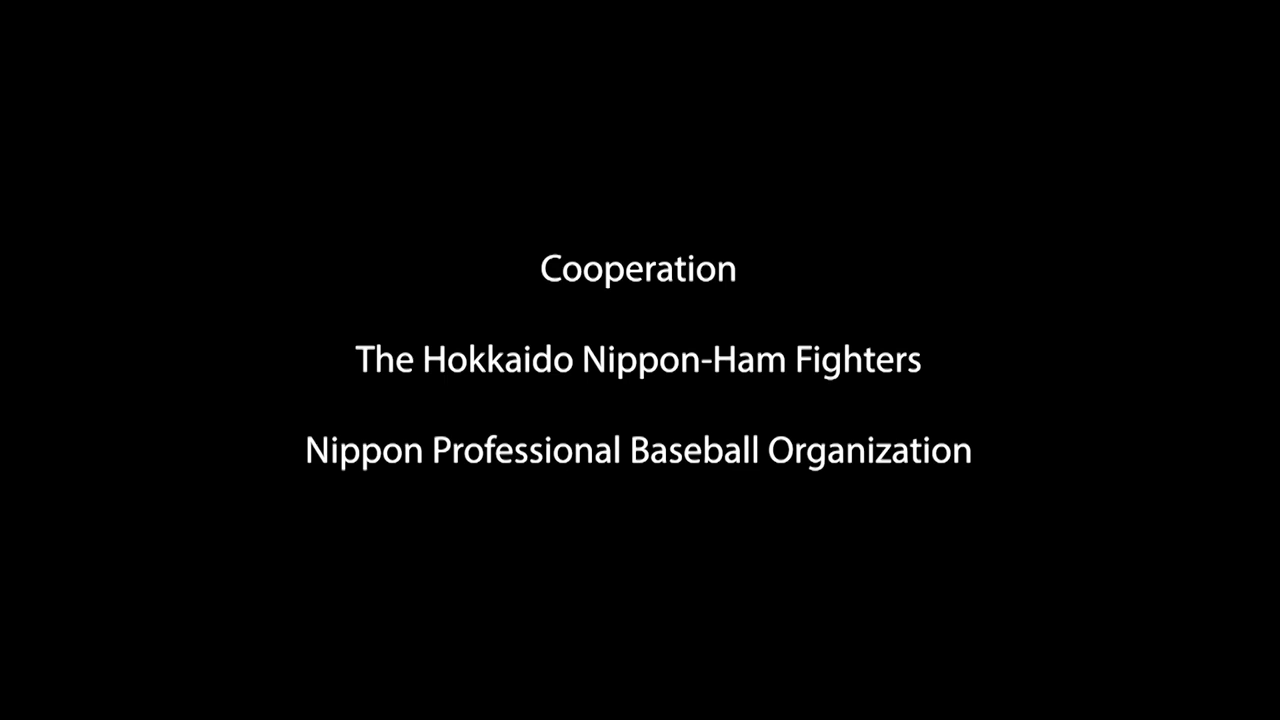 Cooperation
The Hokkaido Nippon-Ham Fighters
Nippon Professional Baseball Organization